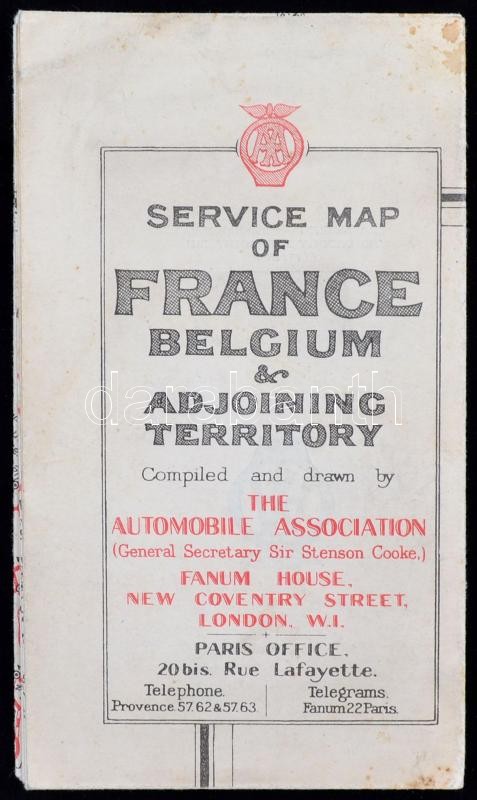 AA
SERVICE MAP
OF
FRANCE
BELGIUM
&
ADJOINING
TERRITORY
Compiled and drawn by
THE
AUTOMOBILE ASSOCIATION
(General Secretary Sir Stenson Cooke,)
FANUM HOUSE,
NEW COVENTRY STREET,
LONDON, W.I.
PARIS OFFICE,
20bis. Rue Lafayette.
Telephone.
Provence 57.62 & 57.63
Telegrams.
Fanum 22 Paris.
darabanth